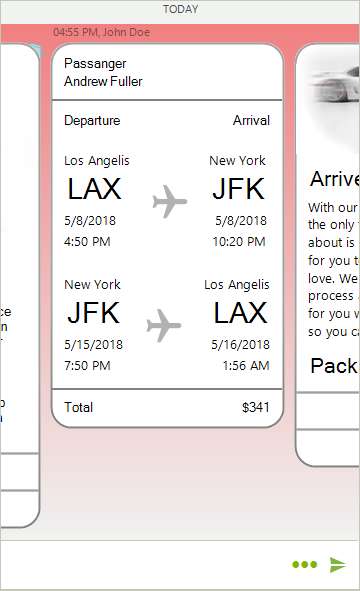 TODAY
04:55 PM, John Doe
Passanger
Andrew Fuller
Departure Arrival
Los Angelis New York
LAX JFK
5/8/2018 5/8/2018
4:50 PM 10:20 PM
New York Los Angelis
JFK LAX
5/15/2018 5/16/2018
7:50 PM 1:56 AM
Total $341
Arrive
With our
the only
about is
for you t
love. We
process
for you w
so you ca
Pack